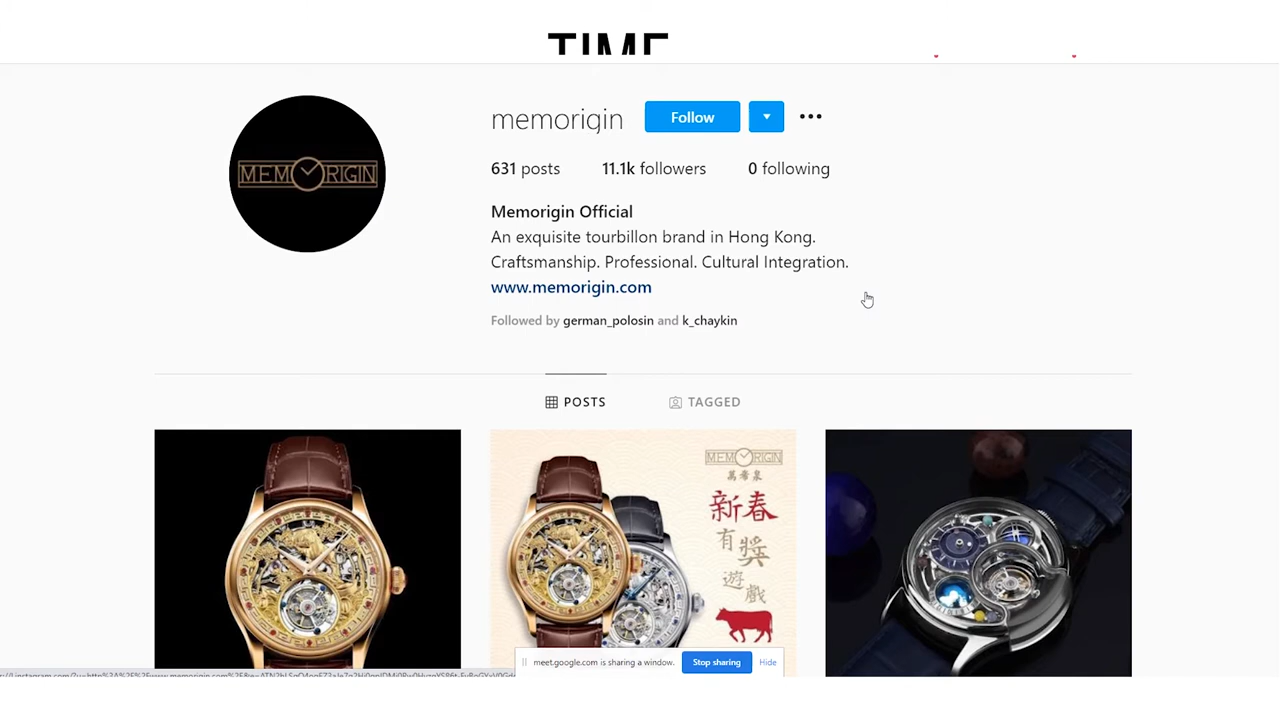 TIME
memorigin Follow
631 posts 11.1k followers 0 following
Memorigin Official
An exquisite tourbillon brand in Hong Kong.
Craftsmanship. Professional. Cultural Integration.
www.memorigin.com
Followed by german_polosin and k_chaykin
MEMORIGIN
POSTS TAGGED
MEMORIGIN
萬希泉
新春
有獎
遊戲
meet.google.com is sharing a window. Stop sharing Hide